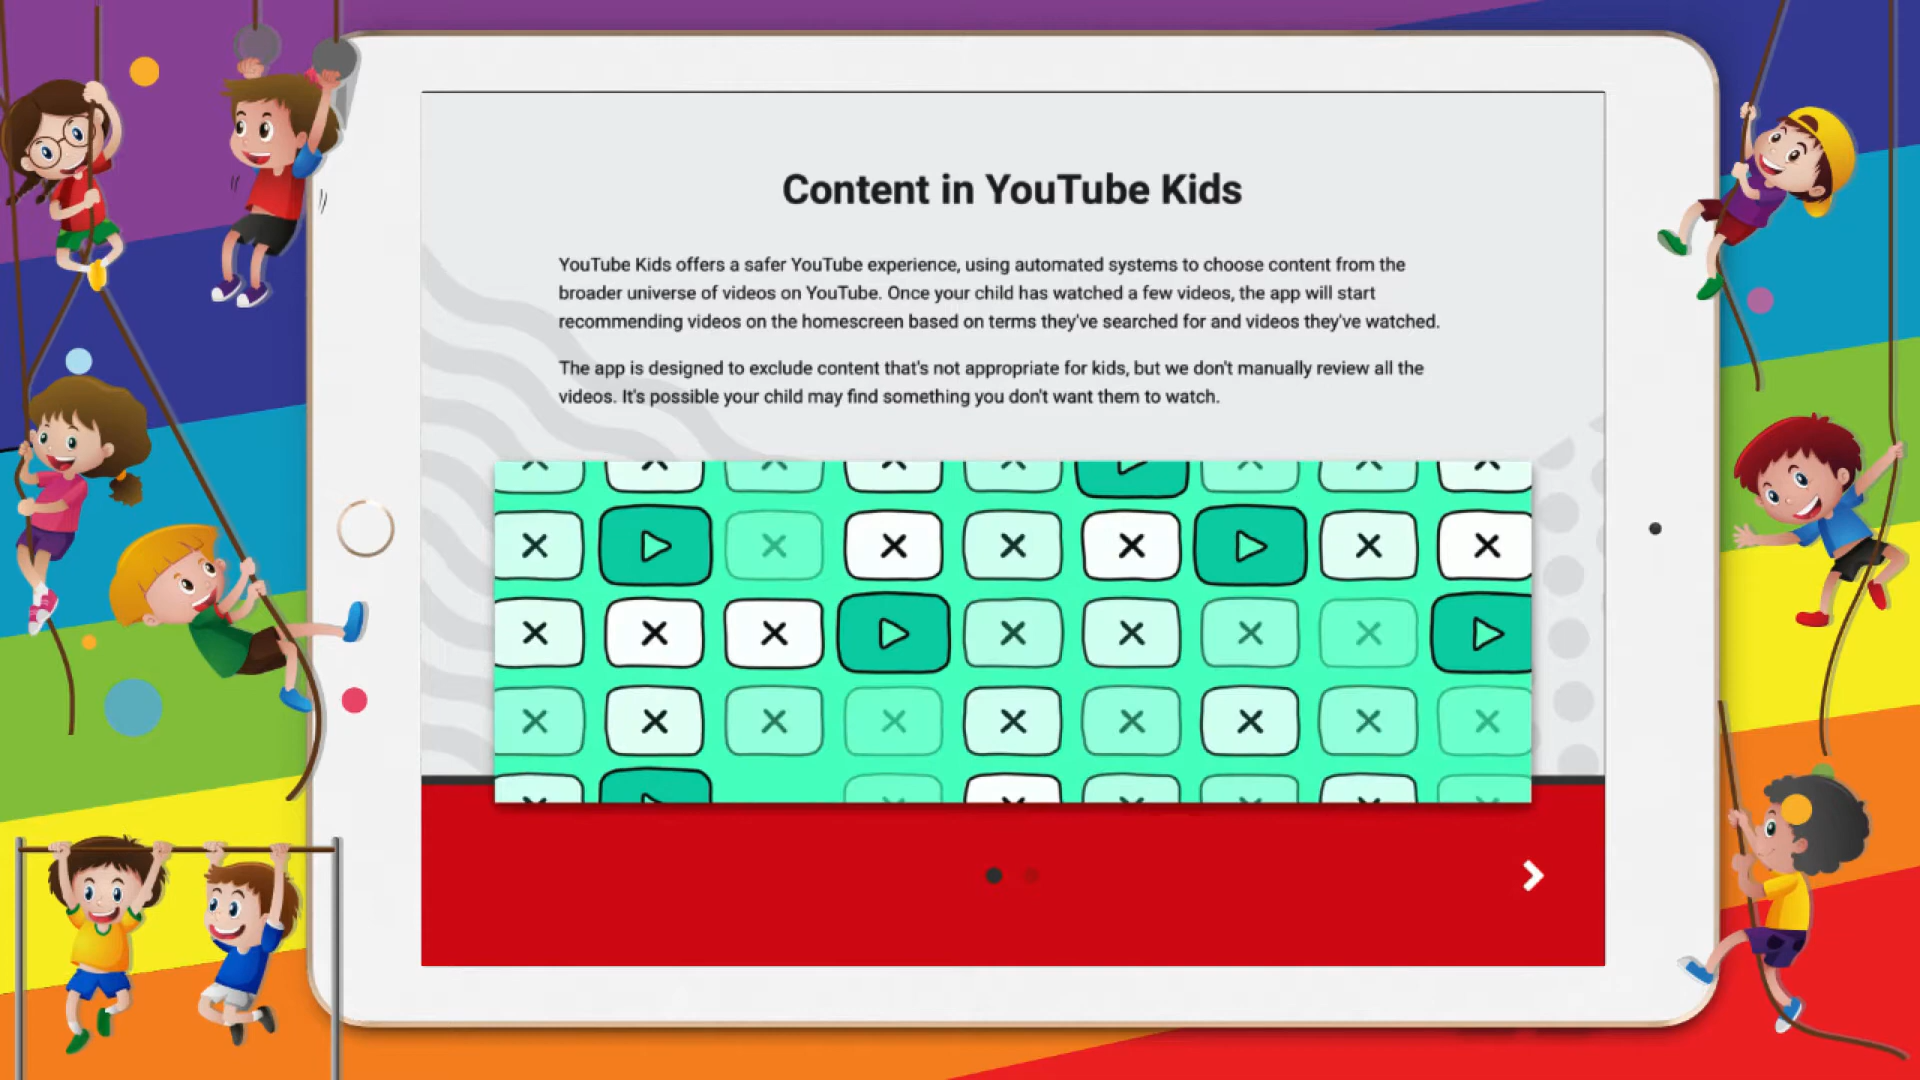 Content in YouTube Kids
YouTube Kids offers a safer YouTube experience, using automated systems to choose content from the
broader universe of videos on YouTube. Once your child has watched a few videos, the app will start
recommending videos on the homescreen based on terms they've searched for and videos they've watched.
The app is designed to exclude content that's not appropriate for kids, but we don't manually review all the
videos. It's possible your child may find something you don't want them to watch.